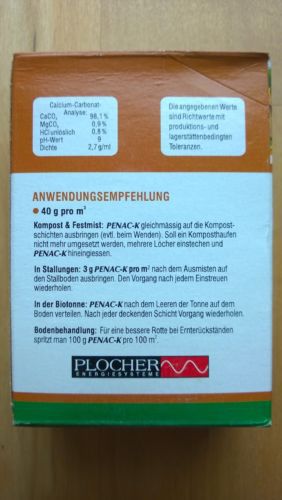 Calcium-Carbonat-
Analyse:
CaCO₃ 98,1 %
MgCO₃ 0,9 %
HCl unlöslich 0,8 %
pH-Wert 9
Dichte 2,7 g/ml
Die angegebenen Werte
sind Richtwerte mit
produktions- und
lagerstättenbedingten
Toleranzen.
ANWENDUNGSEMPFEHLUNG
● 40 g pro m³
Kompost & Festmist: PENAC-K gleichmässig auf die Kompost-
schichten ausbringen (evtl. beim Wenden). Soll ein Komposthaufen
nicht mehr umgesetzt werden, mehrere Löcher einstechen und
PENAC-K hineingiessen.
In Stallungen: 3 g PENAC-K pro m² nach dem Ausmisten auf
den Stallboden ausbringen. Den Vorgang nach jedem Einstreuen
wiederholen.
In der Biotonne: PENAC-K nach dem Leeren der Tonne auf dem
Boden verteilen. Nach jeder deckenden Schicht Vorgang wiederholen.
Bodenbehandlung: Für eine bessere Rotte bei Ernterückständen
spritzt man 100 g PENAC-K pro 100 m².
PLOCHER
ENERGIESYSTEME